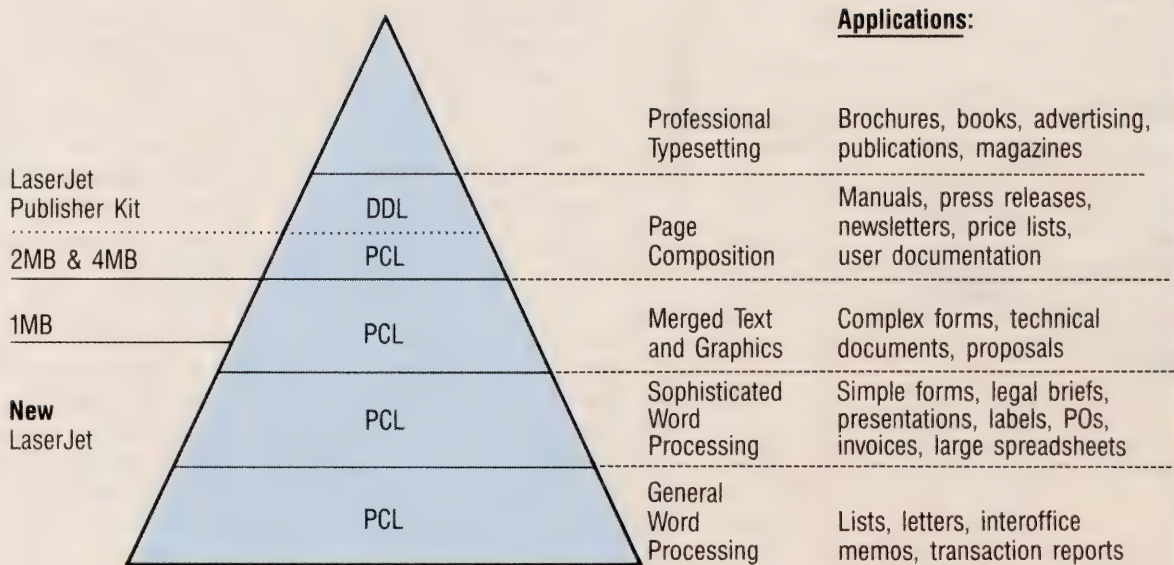 Applications:
Professional
Typesetting
Brochures, books, advertising,
publications, magazines
LaserJet
Publisher Kit
DDL
Page
Composition
Manuals, press releases,
newsletters, price lists,
user documentation
2MB & 4MB
PCL
1MB
PCL
Merged Text
and Graphics
Complex forms, technical
documents, proposals
New
LaserJet
PCL
Sophisticated
Word
Processing
Simple forms, legal briefs,
presentations, labels, POs,
invoices, large spreadsheets
PCL
General
Word
Processing
Lists, letters, interoffice
memos, transaction reports